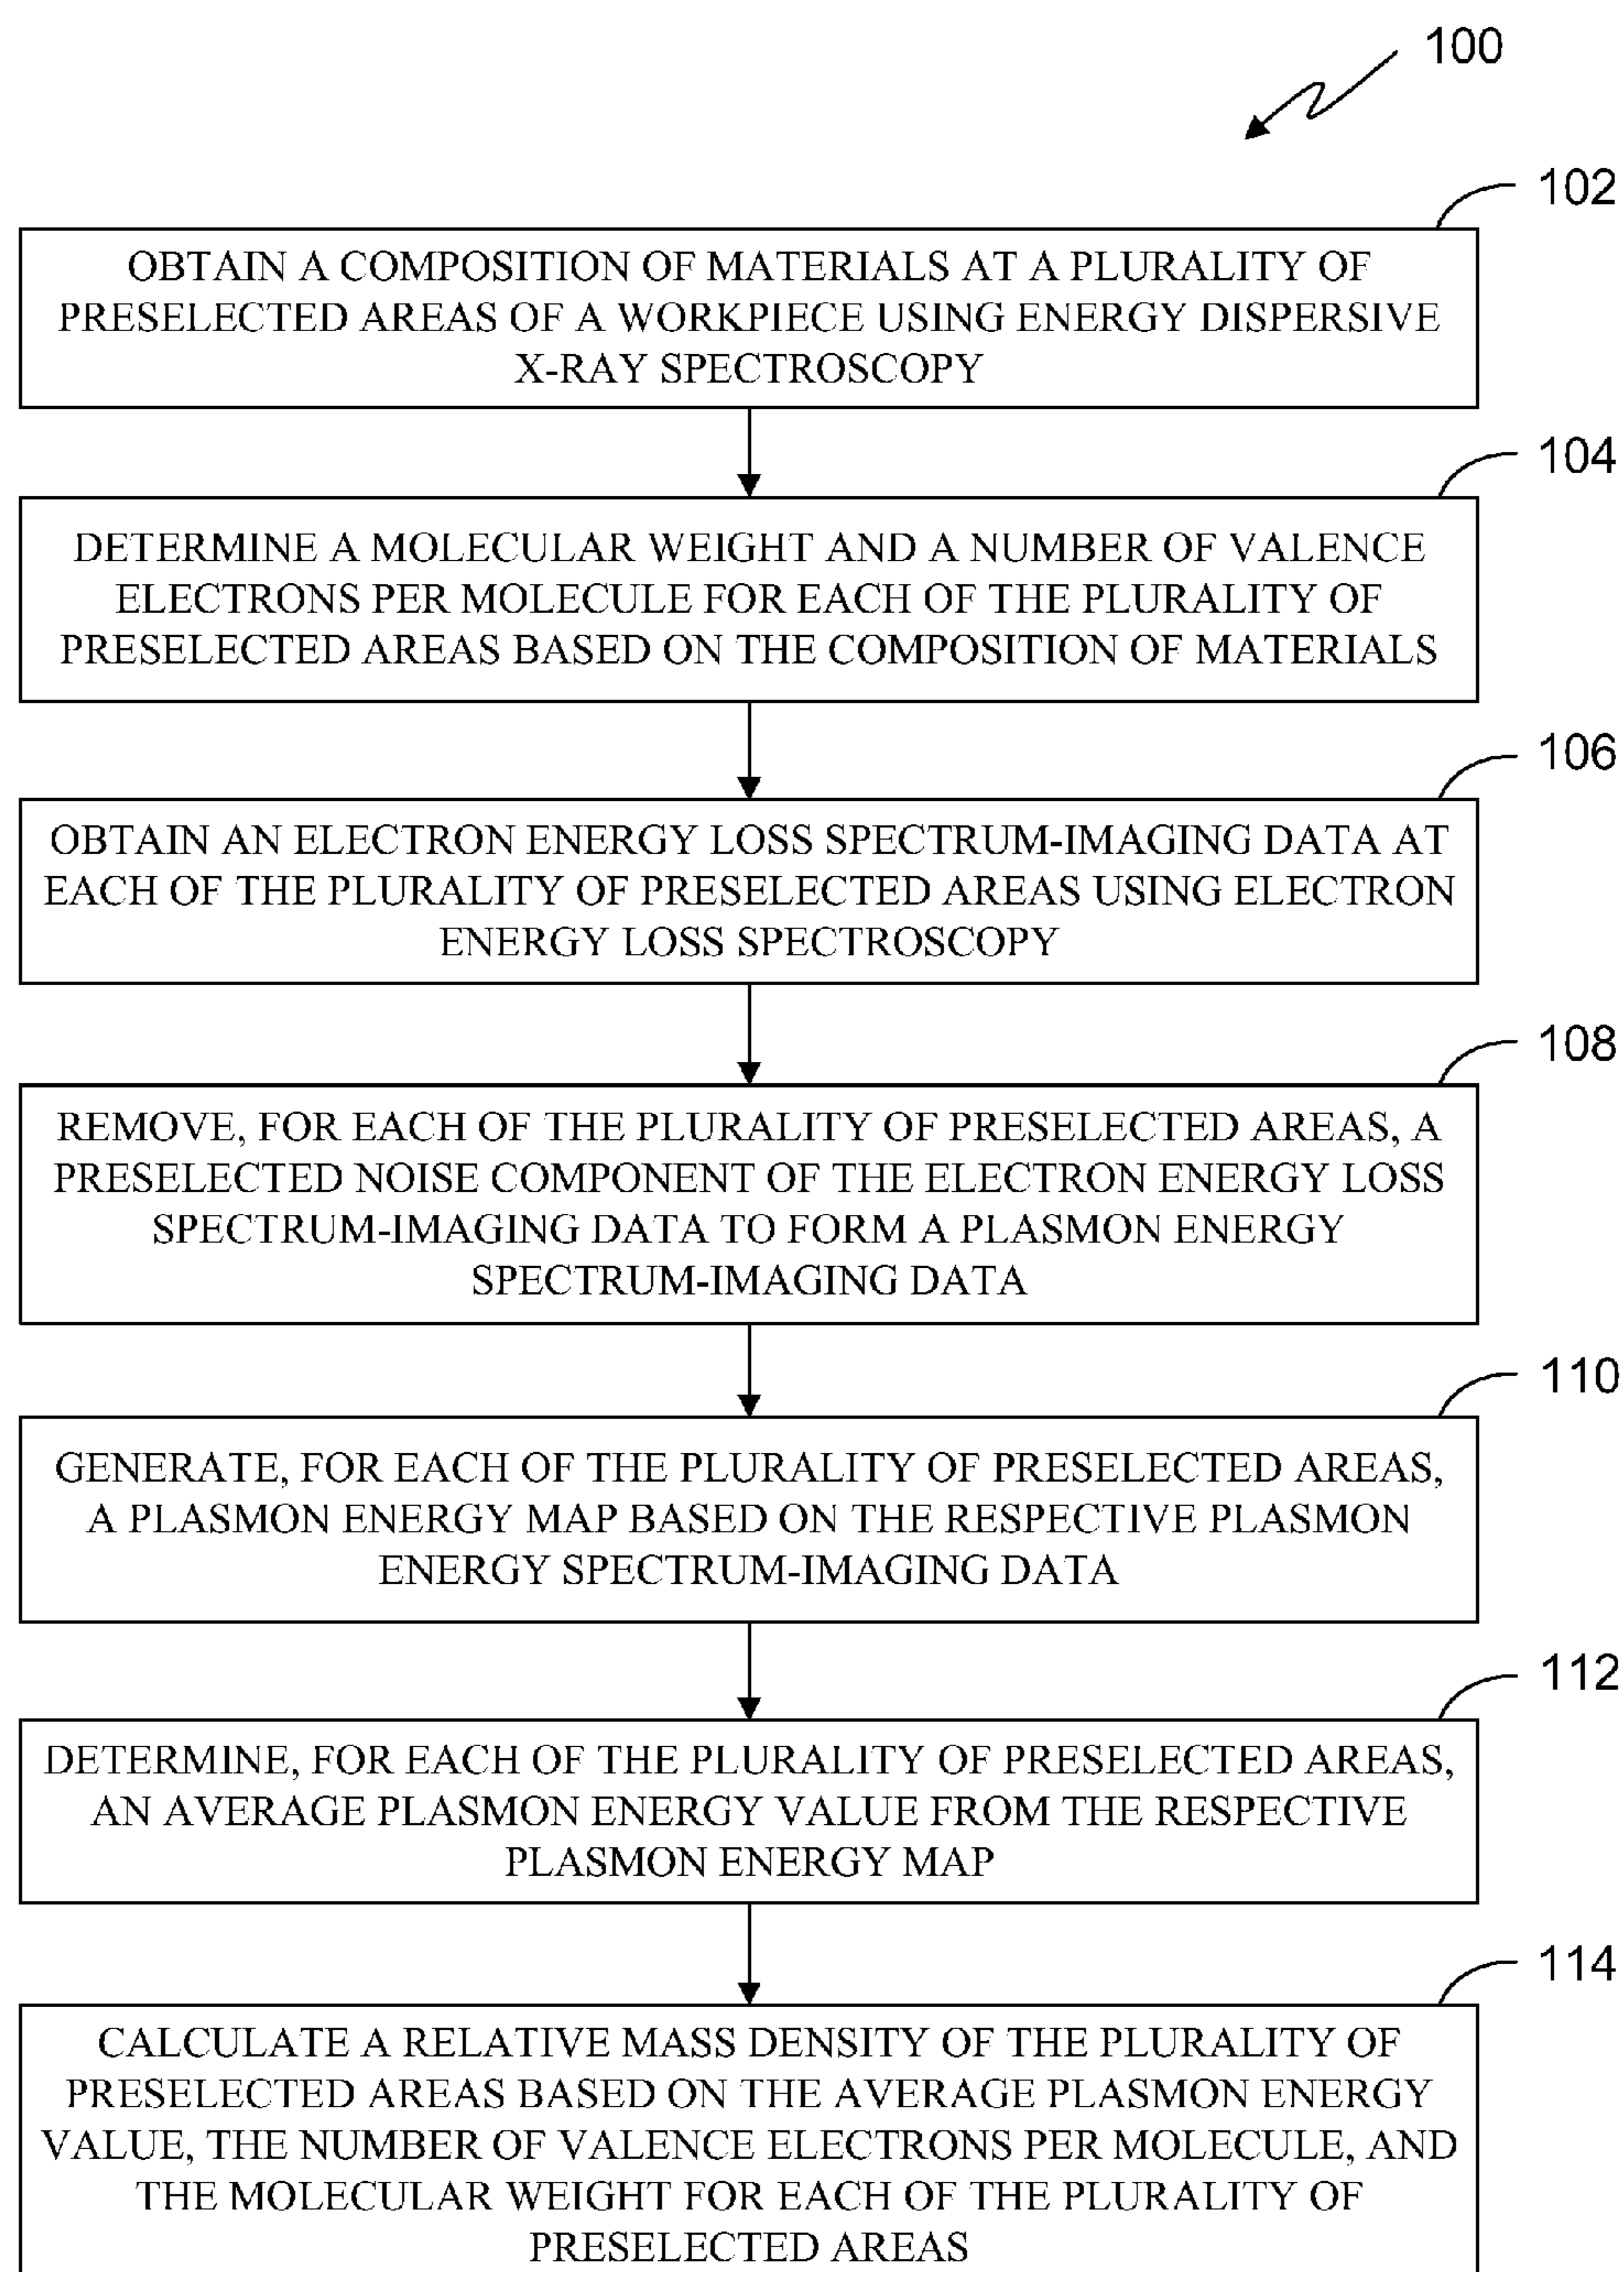 100
102
OBTAIN A COMPOSITION OF MATERIALS AT A PLURALITY OF
PRESELECTED AREAS OF A WORKPIECE USING ENERGY DISPERSIVE
X-RAY SPECTROSCOPY
104
DETERMINE A MOLECULAR WEIGHT AND A NUMBER OF VALENCE
ELECTRONS PER MOLECULE FOR EACH OF THE PLURALITY OF
PRESELECTED AREAS BASED ON THE COMPOSITION OF MATERIALS
106
OBTAIN AN ELECTRON ENERGY LOSS SPECTRUM-IMAGING DATA AT
EACH OF THE PLURALITY OF PRESELECTED AREAS USING ELECTRON
ENERGY LOSS SPECTROSCOPY
108
REMOVE, FOR EACH OF THE PLURALITY OF PRESELECTED AREAS, A
PRESELECTED NOISE COMPONENT OF THE ELECTRON ENERGY LOSS
SPECTRUM-IMAGING DATA TO FORM A PLASMON ENERGY
SPECTRUM-IMAGING DATA
110
GENERATE, FOR EACH OF THE PLURALITY OF PRESELECTED AREAS,
A PLASMON ENERGY MAP BASED ON THE RESPECTIVE PLASMON
ENERGY SPECTRUM-IMAGING DATA
112
DETERMINE, FOR EACH OF THE PLURALITY OF PRESELECTED AREAS,
AN AVERAGE PLASMON ENERGY VALUE FROM THE RESPECTIVE
PLASMON ENERGY MAP
114
CALCULATE A RELATIVE MASS DENSITY OF THE PLURALITY OF
PRESELECTED AREAS BASED ON THE AVERAGE PLASMON ENERGY
VALUE, THE NUMBER OF VALENCE ELECTRONS PER MOLECULE, AND
THE MOLECULAR WEIGHT FOR EACH OF THE PLURALITY OF
PRESELECTED AREAS